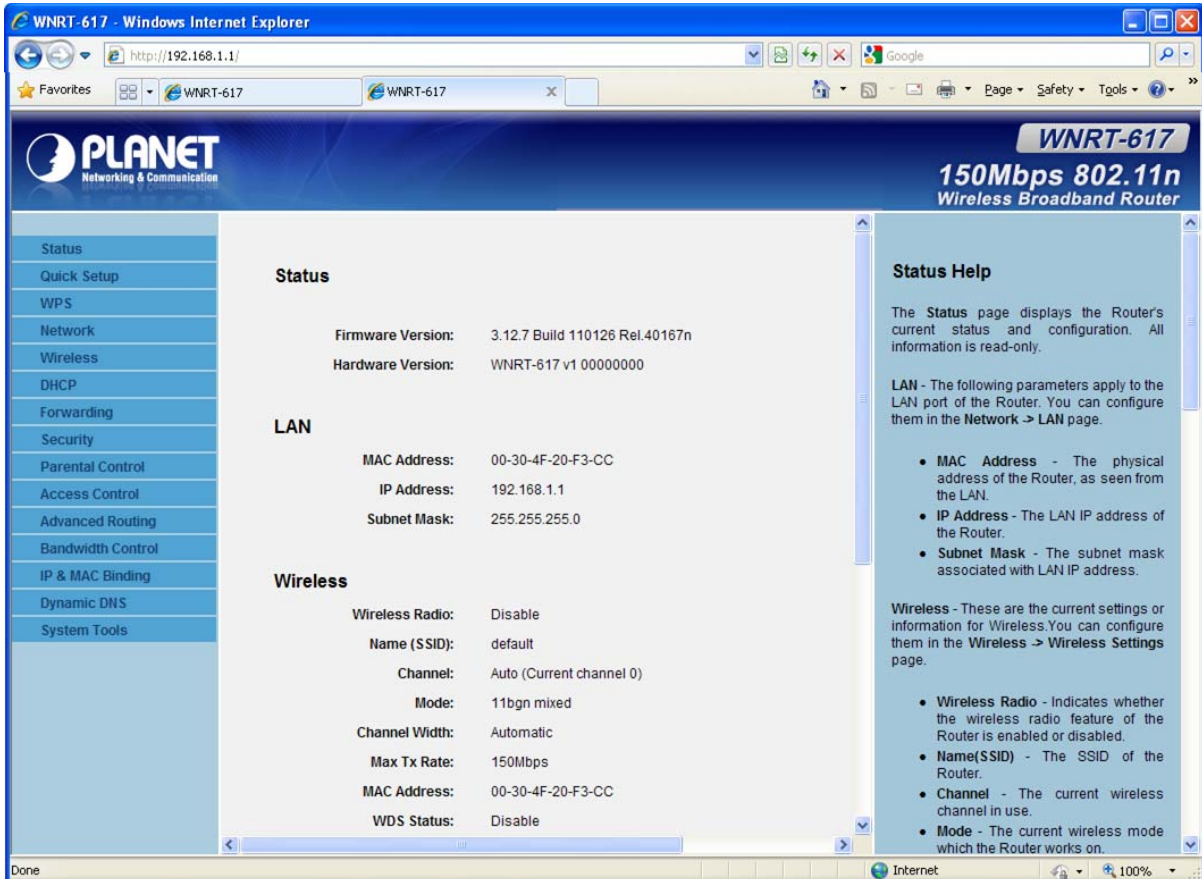 WNRT-617 - Windows Internet Explorer
http://192.168.1.1/
Google
Favorites
WNRT-617
WNRT-617
Page
Safety
Tools
PLANET
Networking & Communication
WNRT-617
150Mbps 802.11n
Wireless Broadband Router
Status
Quick Setup
WPS
Network
Wireless
DHCP
Forwarding
Security
Parental Control
Access Control
Advanced Routing
Bandwidth Control
IP & MAC Binding
Dynamic DNS
System Tools
Status
Firmware Version: 3.12.7 Build 110126 Rel.40167n
Hardware Version: WNRT-617 v1 00000000
LAN
MAC Address: 00-30-4F-20-F3-CC
IP Address: 192.168.1.1
Subnet Mask: 255.255.255.0
Wireless
Wireless Radio: Disable
Name (SSID): default
Channel: Auto (Current channel 0)
Mode: 11bgn mixed
Channel Width: Automatic
Max Tx Rate: 150Mbps
MAC Address: 00-30-4F-20-F3-CC
WDS Status: Disable
Status Help
The Status page displays the Router's
current status and configuration. All
information is read-only.
LAN - The following parameters apply to the
LAN port of the Router. You can configure
them in the Network -> LAN page.
• MAC Address - The physical
address of the Router, as seen from
the LAN.
• IP Address - The LAN IP address of
the Router.
• Subnet Mask - The subnet mask
associated with LAN IP address.
Wireless - These are the current settings or
information for Wireless.You can configure
them in the Wireless -> Wireless Settings
page.
• Wireless Radio - Indicates whether
the wireless radio feature of the
Router is enabled or disabled.
• Name(SSID) - The SSID of the
Router.
• Channel - The current wireless
channel in use.
• Mode - The current wireless mode
which the Router works on.
Done
Internet
100%